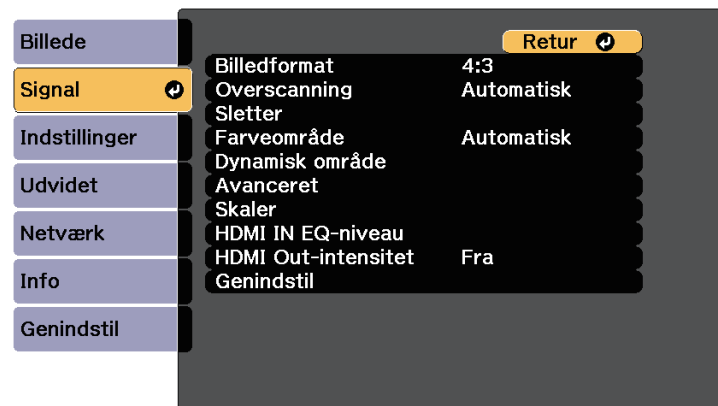 Billede
Signal
Indstillinger
Udvidet
Netværk
Info
Genindstil
Retur
Billedformat 4:3
Overscanning Automatisk
Sletter
Farveområde Automatisk
Dynamisk område
Avanceret
Skaler
HDMI IN EQ-niveau
HDMI Out-intensitet Fra
Genindstil